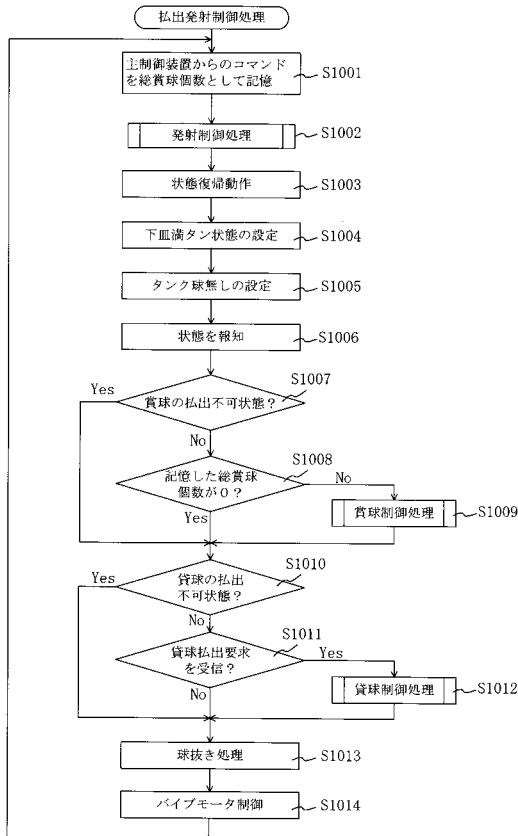 払出発射制御処理
主制御装置からのコマンド
を総賞球個数として記憶
S1001
発射制御処理
S1002
状態復帰動作
S1003
下皿満タン状態の設定
S1004
タンク球無しの設定
S1005
状態を報知
S1006
S1007
Yes
賞球の払出不可状態?
No
S1008
記憶した総賞球
個数が0?
No
Yes
賞球制御処理
S1009
S1010
Yes
貸球の払出
不可状態?
No
S1011
貸球払出要求
を受信?
Yes
No
貸球制御処理
S1012
球抜き処理
S1013
バイブモータ制御
S1014